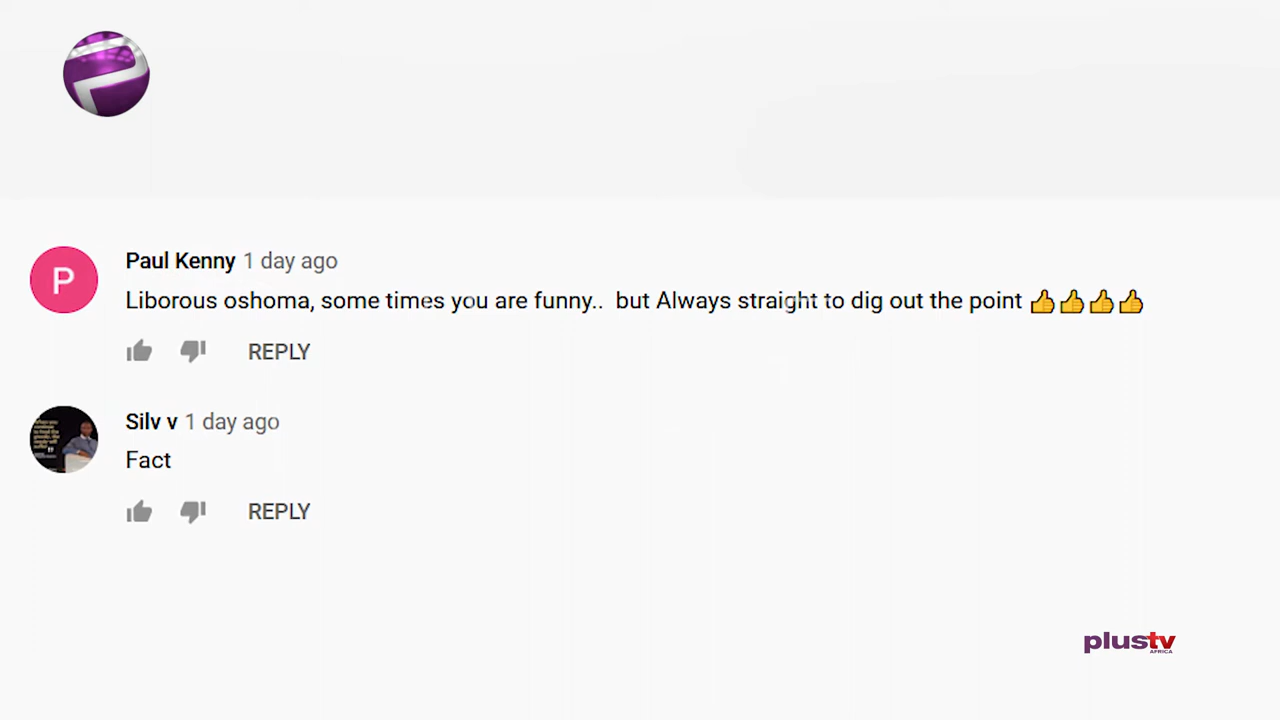 P
Paul Kenny 1 day ago
Liborous oshoma, some times you are funny..  but Always straight to dig out the point 👍👍👍👍
REPLY
Silv v 1 day ago
Fact
REPLY
plustv
AFRICA